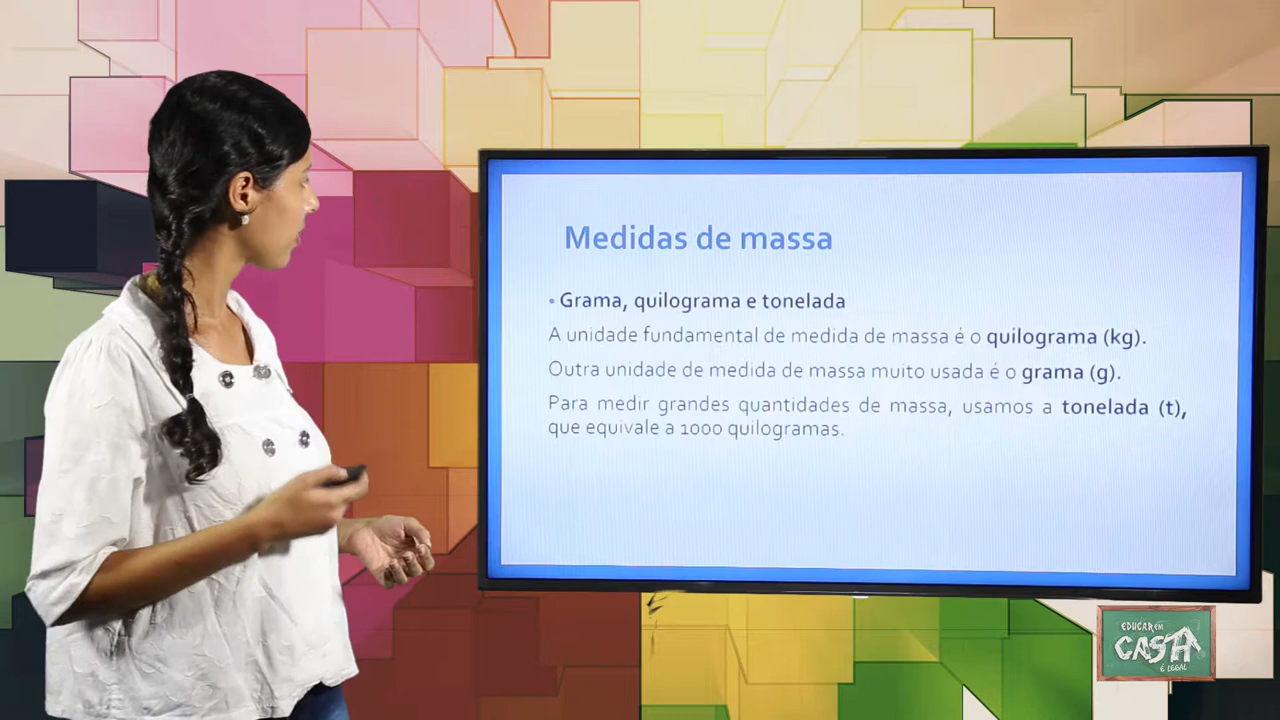 Medidas de massa
• Grama, quilograma e tonelada
A unidade fundamental de medida de massa é o quilograma (kg).
Outra unidade de medida de massa muito usada é o grama (g).
Para medir grandes quantidades de massa, usamos a tonelada (t),
que equivale a 1000 quilogramas.
EDUCAR EM
CASA
É LEGAL